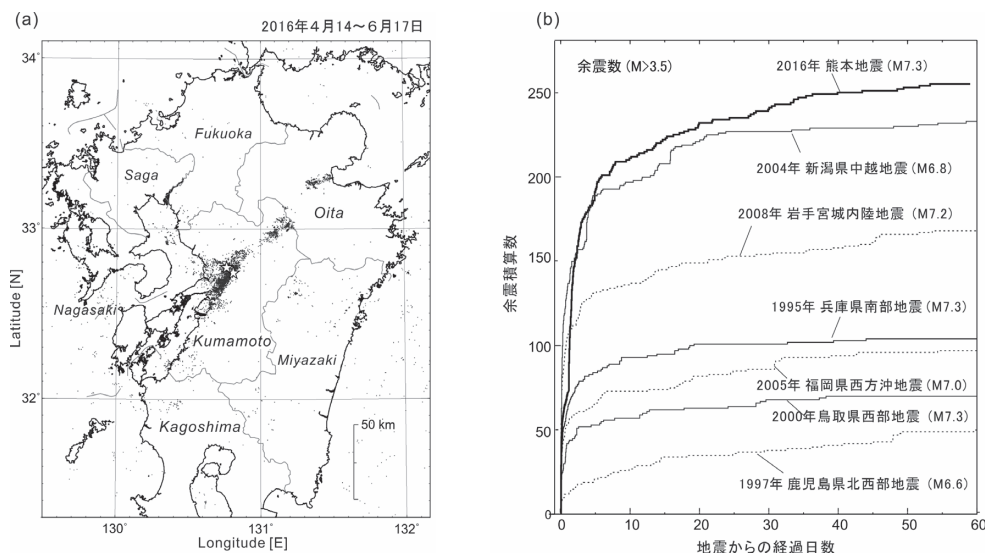 (a)
2016年4月14～6月17日
34°
33°
32°
Latitude [N]
Fukuoka
Saga
Oita
Nagasaki
Kumamoto
Miyazaki
Kagoshima
50 km
130°
131°
132°
Longitude [E]
(b)
余震数 (M>3.5)
2016年 熊本地震 (M7.3)
2004年 新潟県中越地震 (M6.8)
2008年 岩手宮城内陸地震 (M7.2)
1995年 兵庫県南部地震 (M7.3)
2005年 福岡県西方沖地震 (M7.0)
2000年鳥取県西部地震 (M7.3)
1997年 鹿児島県北西部地震 (M6.6)
余震積算数
250
200
150
100
50
0
0 10 20 30 40 50 60
地震からの経過日数